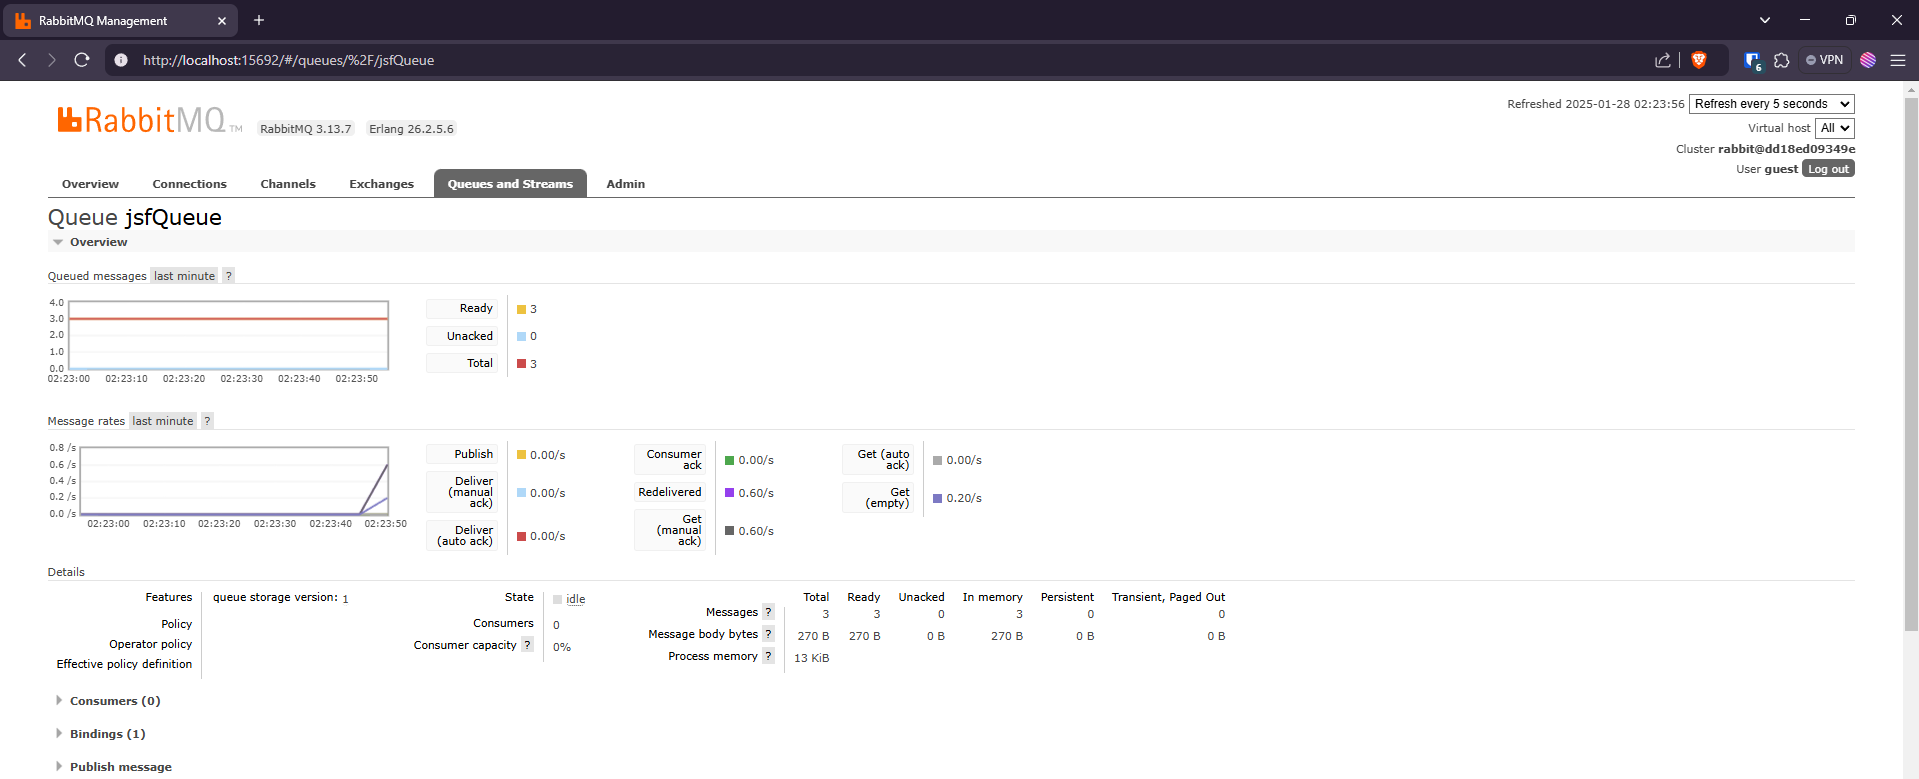 RabbitMQ Management
http://localhost:15692/#/queues/%2F/jsfQueue
6
VPN
RabbitMQ TM
RabbitMQ 3.13.7 Erlang 26.2.5.6
Refreshed 2025-01-28 02:23:56 Refresh every 5 seconds
Virtual host All
Cluster rabbit@dd18ed09349e
User guest Log out
Overview Connections Channels Exchanges Queues and Streams Admin
Queue jsfQueue
Overview
Queued messages last minute ?
4.0
3.0
2.0
1.0
0.0
02:23:00 02:23:10 02:23:20 02:23:30 02:23:40 02:23:50
Ready 3
Unacked 0
Total 3
Message rates last minute ?
0.8 /s
0.6 /s
0.4 /s
0.2 /s
0.0 /s
02:23:00 02:23:10 02:23:20 02:23:30 02:23:40 02:23:50
Publish 0.00/s
Deliver (manual ack) 0.00/s
Deliver (auto ack) 0.00/s
Consumer ack 0.00/s
Redelivered 0.60/s
Get (manual ack) 0.60/s
Get (auto ack) 0.00/s
Get (empty) 0.20/s
Details
Features queue storage version: 1
Policy
Operator policy
Effective policy definition
State idle
Consumers 0
Consumer capacity ? 0%
Total Ready Unacked In memory Persistent Transient, Paged Out
Messages ? 3 3 0 3 0 0
Message body bytes ? 270 B 270 B 0 B 270 B 0 B 0 B
Process memory ? 13 KiB
Consumers (0)
Bindings (1)
Publish message